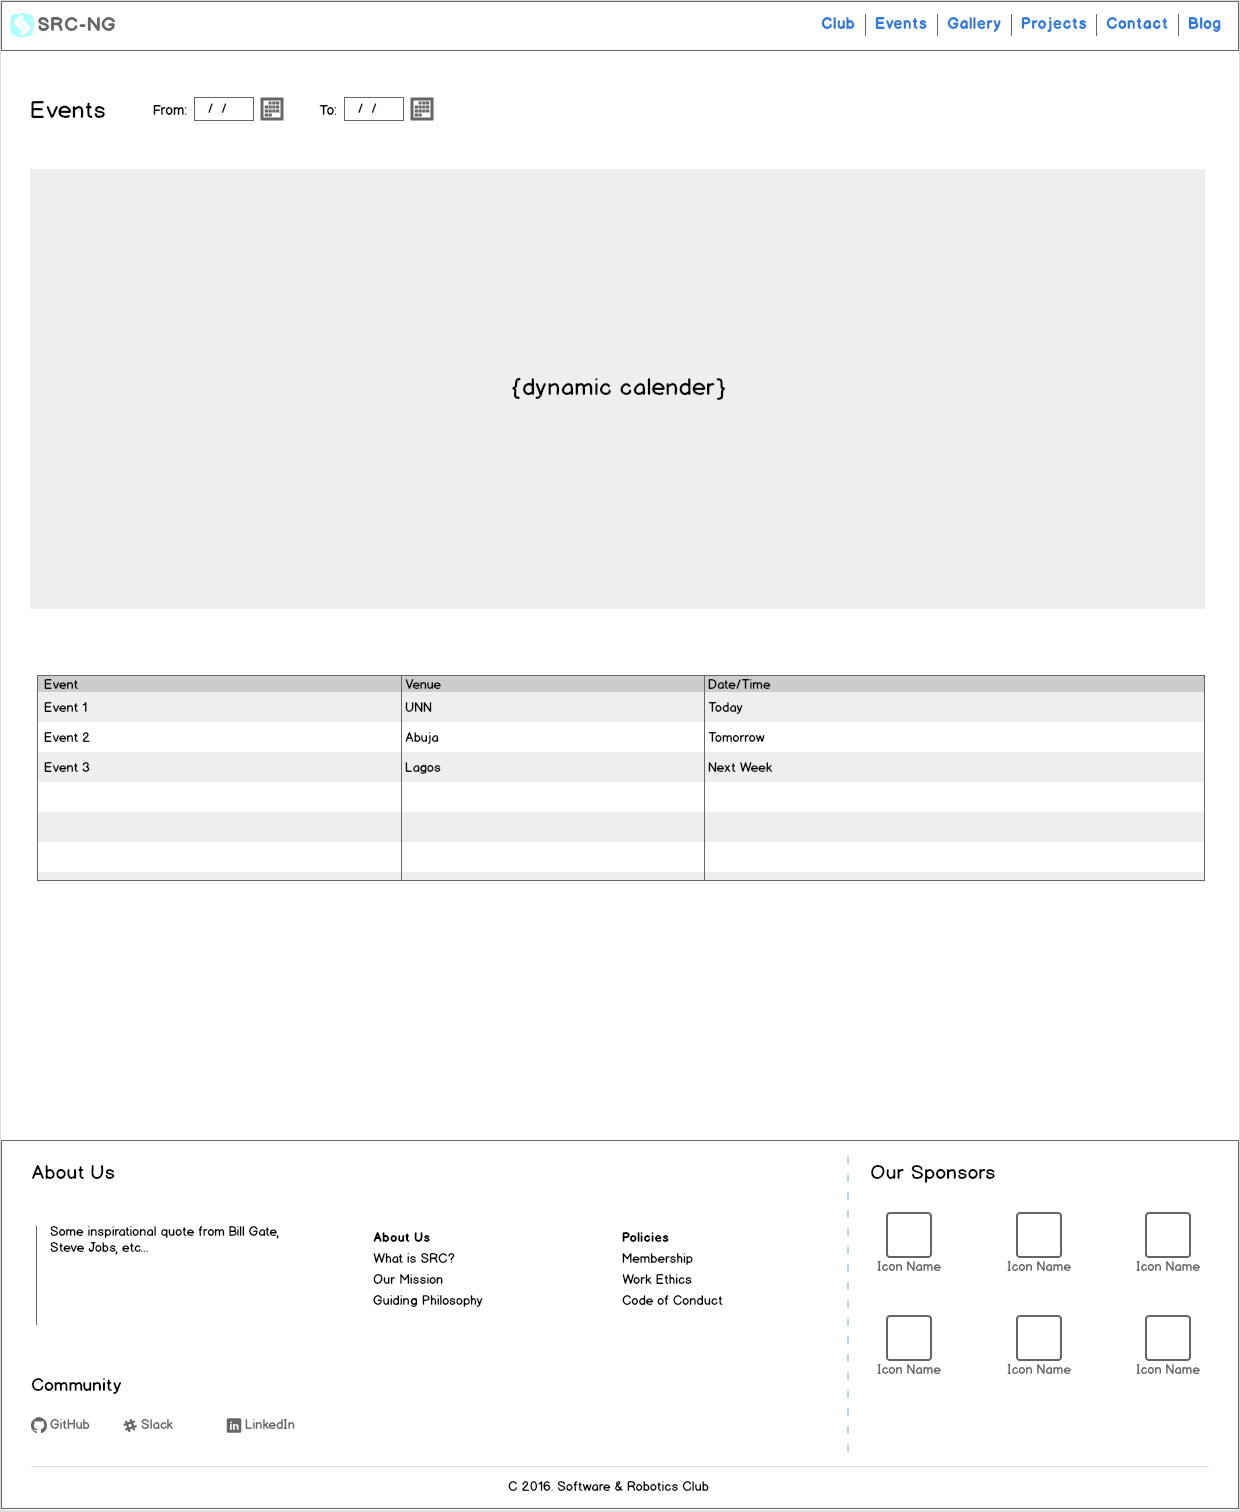 SRC-NG
Club Events Gallery Projects Contact Blog
Events From: / / To: / /
{dynamic calender}
Event Venue Date/Time
Event 1 UNN Today
Event 2 Abuja Tomorrow
Event 3 Lagos Next Week
About Us
Some inspirational quote from Bill Gate,
Steve Jobs, etc...
About Us
What is SRC?
Our Mission
Guiding Philosophy
Policies
Membership
Work Ethics
Code of Conduct
Community
GitHub Slack LinkedIn
Our Sponsors
Icon Name Icon Name Icon Name
Icon Name Icon Name Icon Name
C 2016. Software & Robotics Club